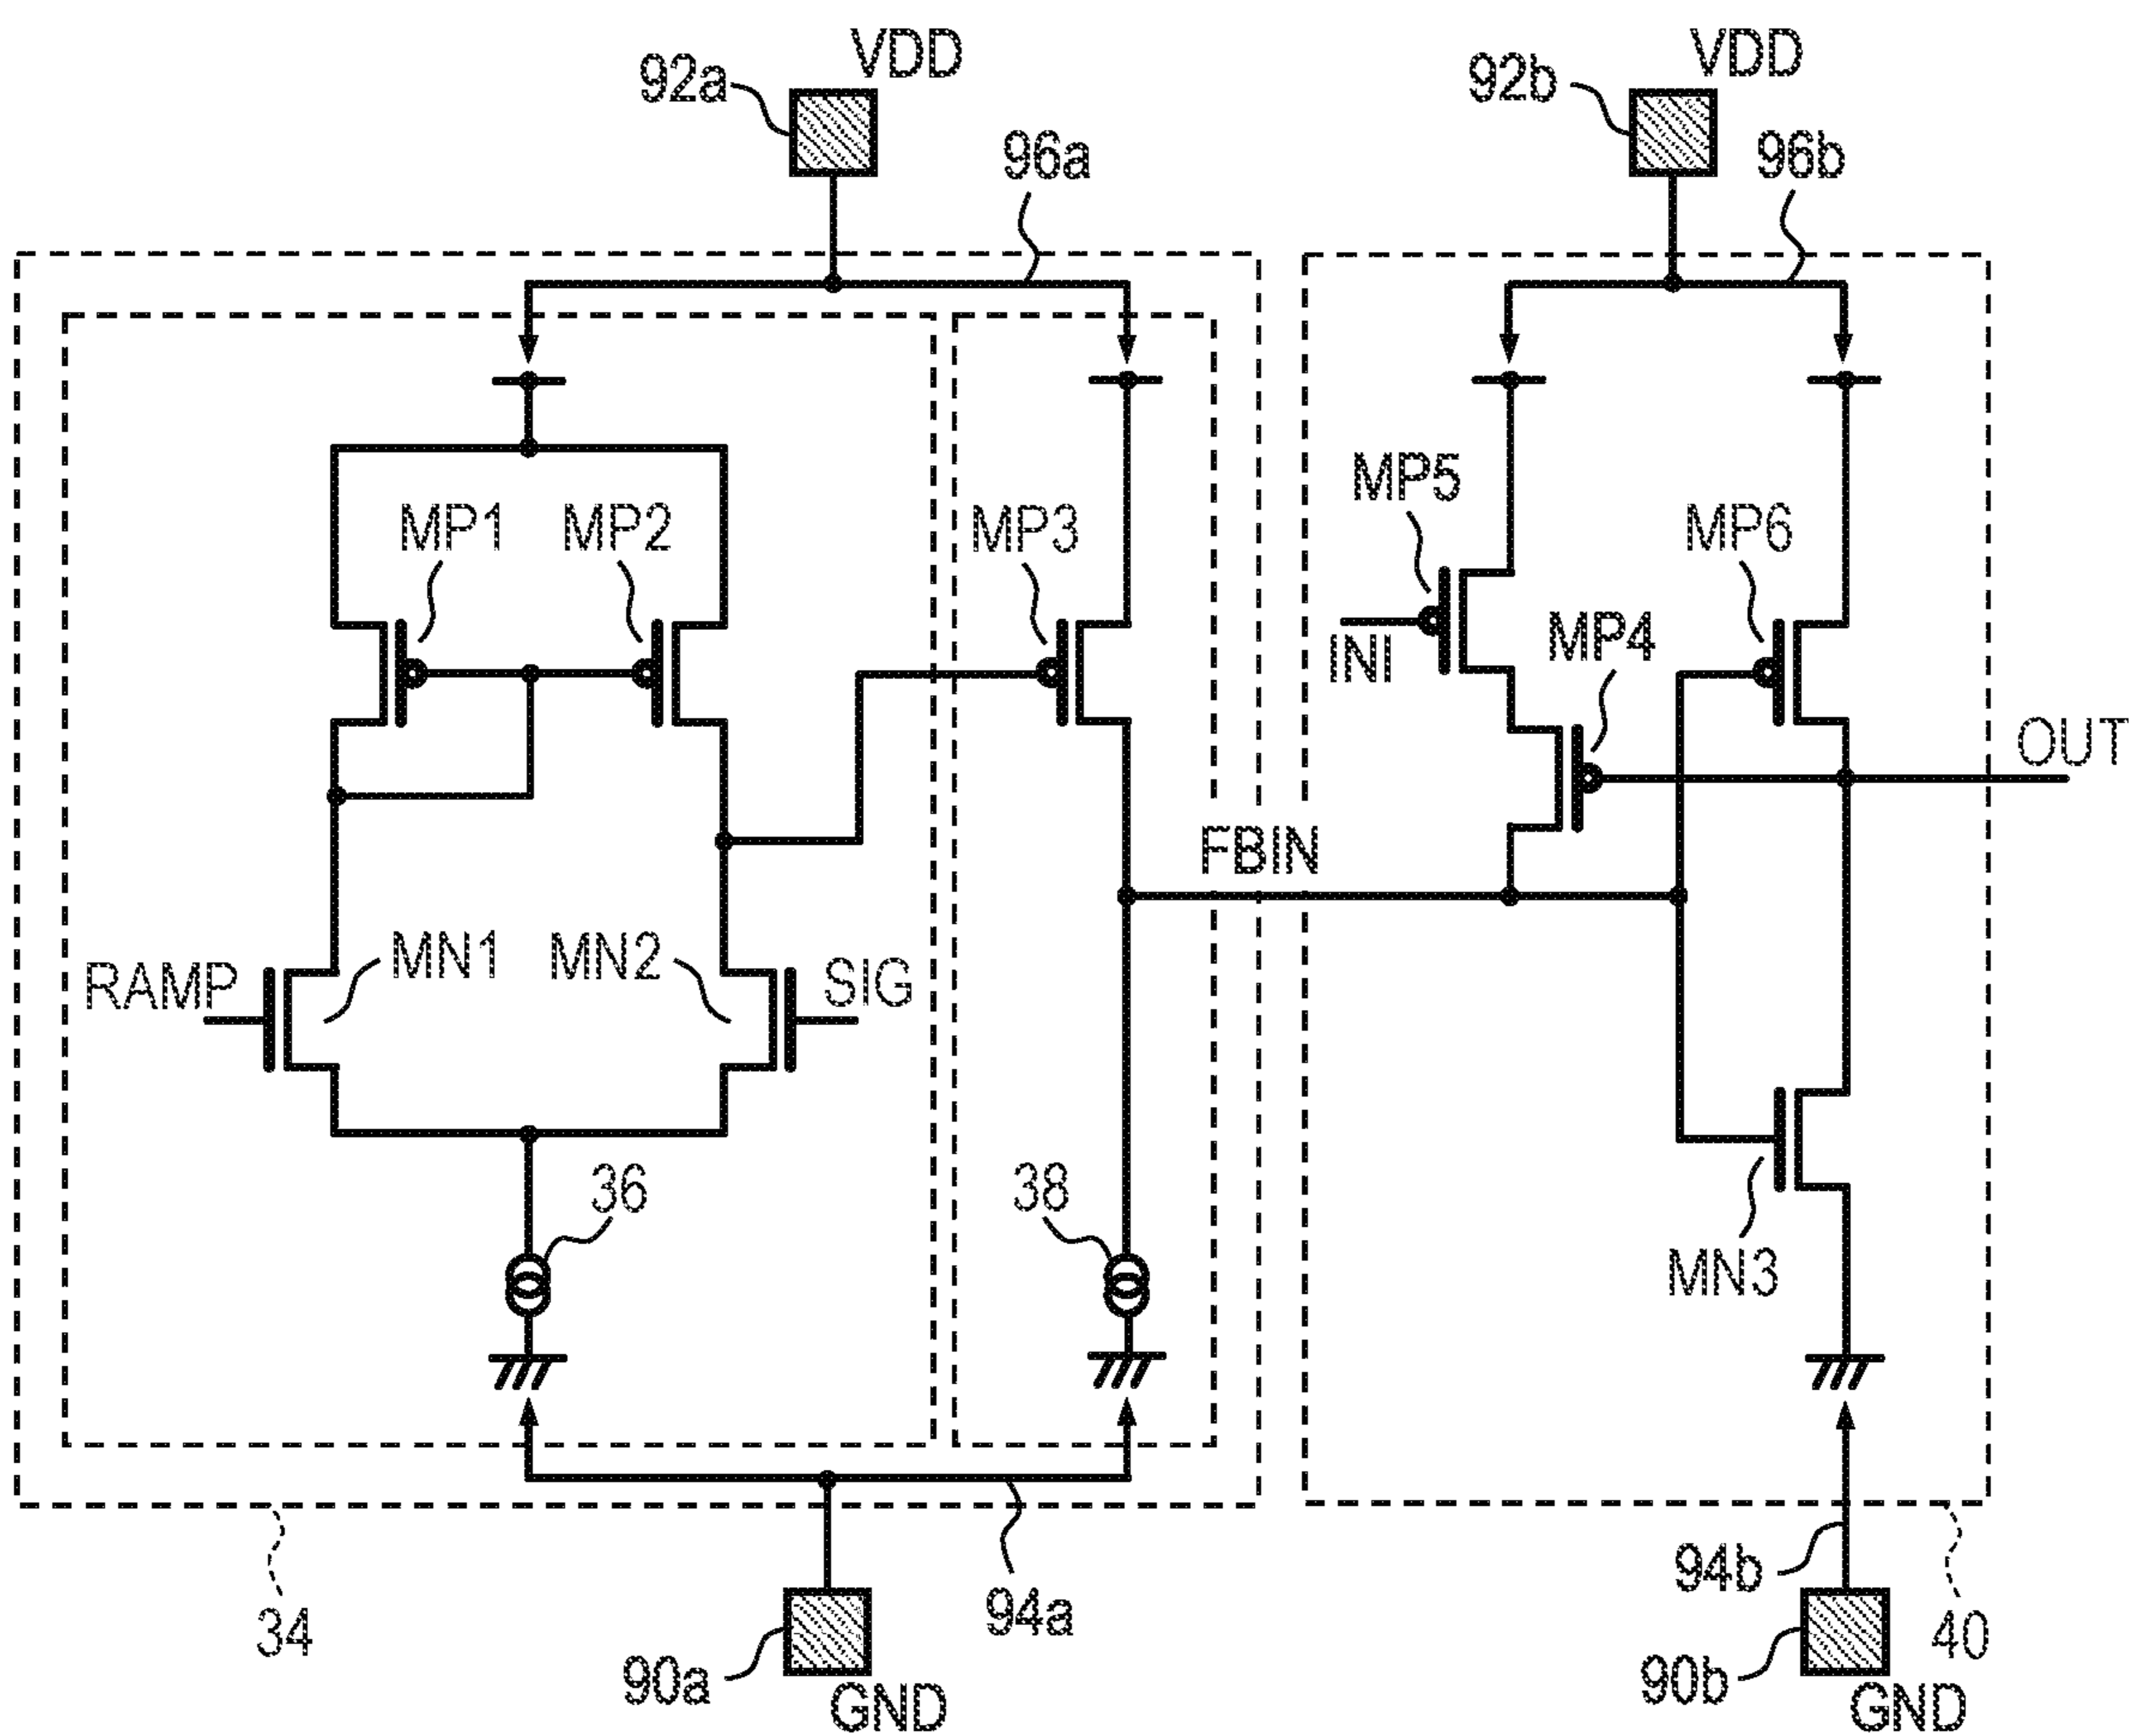 VDD
92a
96a
VDD
92b
96b
MP1
MP2
MP3
MP5
MP6
INI
MP4
OUT
FBIN
RAMP
MN1
MN2
SIG
36
38
MN3
34
94a
90a
GND
94b
40
90b
GND